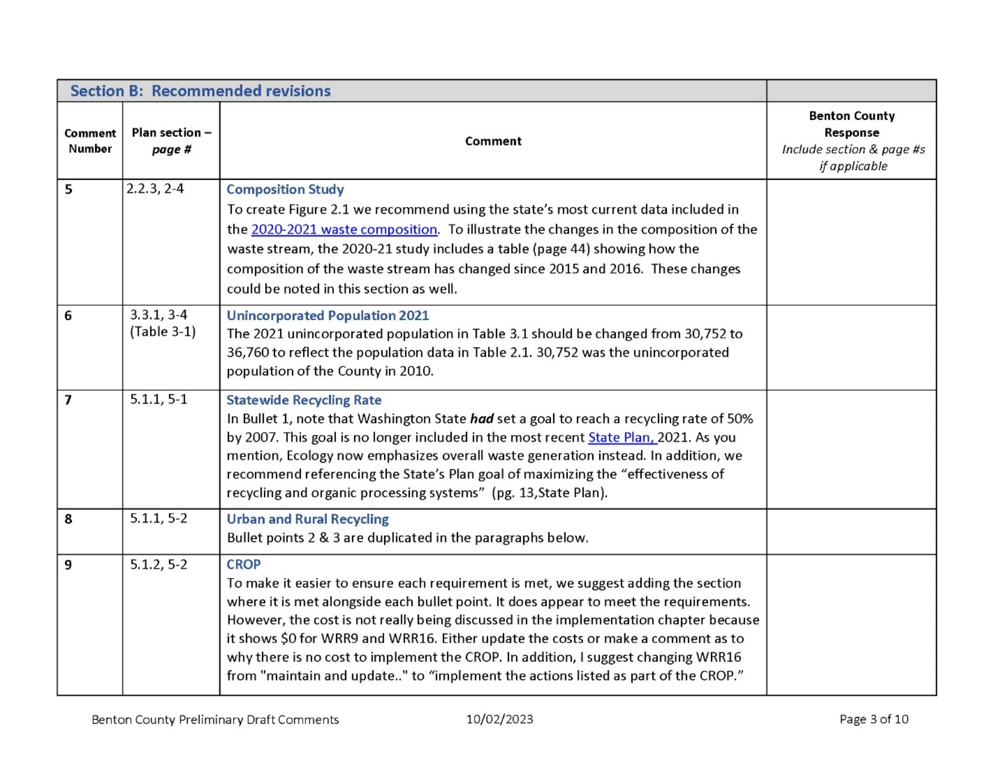 Section B:  Recommended revisions
Comment Number
Plan section – page #
Comment
Benton County Response
Include section & page #s if applicable
5
2.2.3, 2-4
Composition Study
To create Figure 2.1 we recommend using the state’s most current data included in
the 2020-2021 waste composition.  To illustrate the changes in the composition of the
waste stream, the 2020-21 study includes a table (page 44) showing how the
composition of the waste stream has changed since 2015 and 2016.  These changes
could be noted in this section as well.
6
3.3.1, 3-4
(Table 3-1)
Unincorporated Population 2021
The 2021 unincorporated population in Table 3.1 should be changed from 30,752 to
36,760 to reflect the population data in Table 2.1. 30,752 was the unincorporated
population of the County in 2010.
7
5.1.1, 5-1
Statewide Recycling Rate
In Bullet 1, note that Washington State had set a goal to reach a recycling rate of 50%
by 2007. This goal is no longer included in the most recent State Plan, 2021. As you
mention, Ecology now emphasizes overall waste generation instead. In addition, we
recommend referencing the State’s Plan goal of maximizing the “effectiveness of
recycling and organic processing systems”  (pg. 13,State Plan).
8
5.1.1, 5-2
Urban and Rural Recycling
Bullet points 2 & 3 are duplicated in the paragraphs below.
9
5.1.2, 5-2
CROP
To make it easier to ensure each requirement is met, we suggest adding the section
where it is met alongside each bullet point. It does appear to meet the requirements.
However, the cost is not really being discussed in the implementation chapter because
it shows $0 for WRR9 and WRR16. Either update the costs or make a comment as to
why there is no cost to implement the CROP. In addition, I suggest changing WRR16
from "maintain and update.." to “implement the actions listed as part of the CROP.”
Benton County Preliminary Draft Comments
10/02/2023
Page 3 of 10